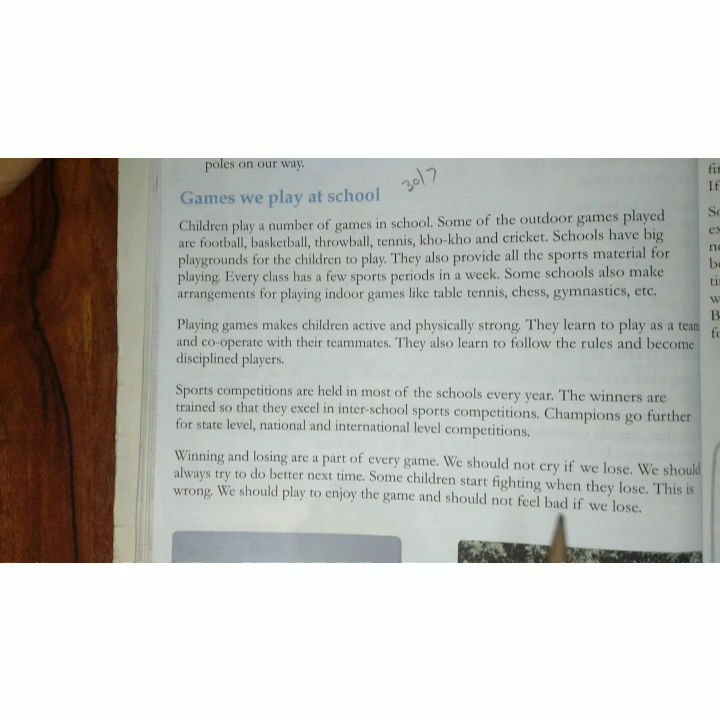 poles on our way.
30/7
Games we play at school
Children play a number of games in school. Some of the outdoor games played
are football, basketball, throwball, tennis, kho-kho and cricket. Schools have big
playgrounds for the children to play. They also provide all the sports material for
playing. Every class has a few sports periods in a week. Some schools also make
arrangements for playing indoor games like table tennis, chess, gymnastics, etc.
Playing games makes children active and physically strong. They learn to play as a team
and co-operate with their teammates. They also learn to follow the rules and become
disciplined players.
Sports competitions are held in most of the schools every year. The winners are
trained so that they excel in inter-school sports competitions. Champions go further
for state level, national and international level competitions.
Winning and losing are a part of every game. We should not cry if we lose. We should
always try to do better next time. Some children start fighting when they lose. This is
wrong. We should play to enjoy the game and should not feel bad if we lose.
If